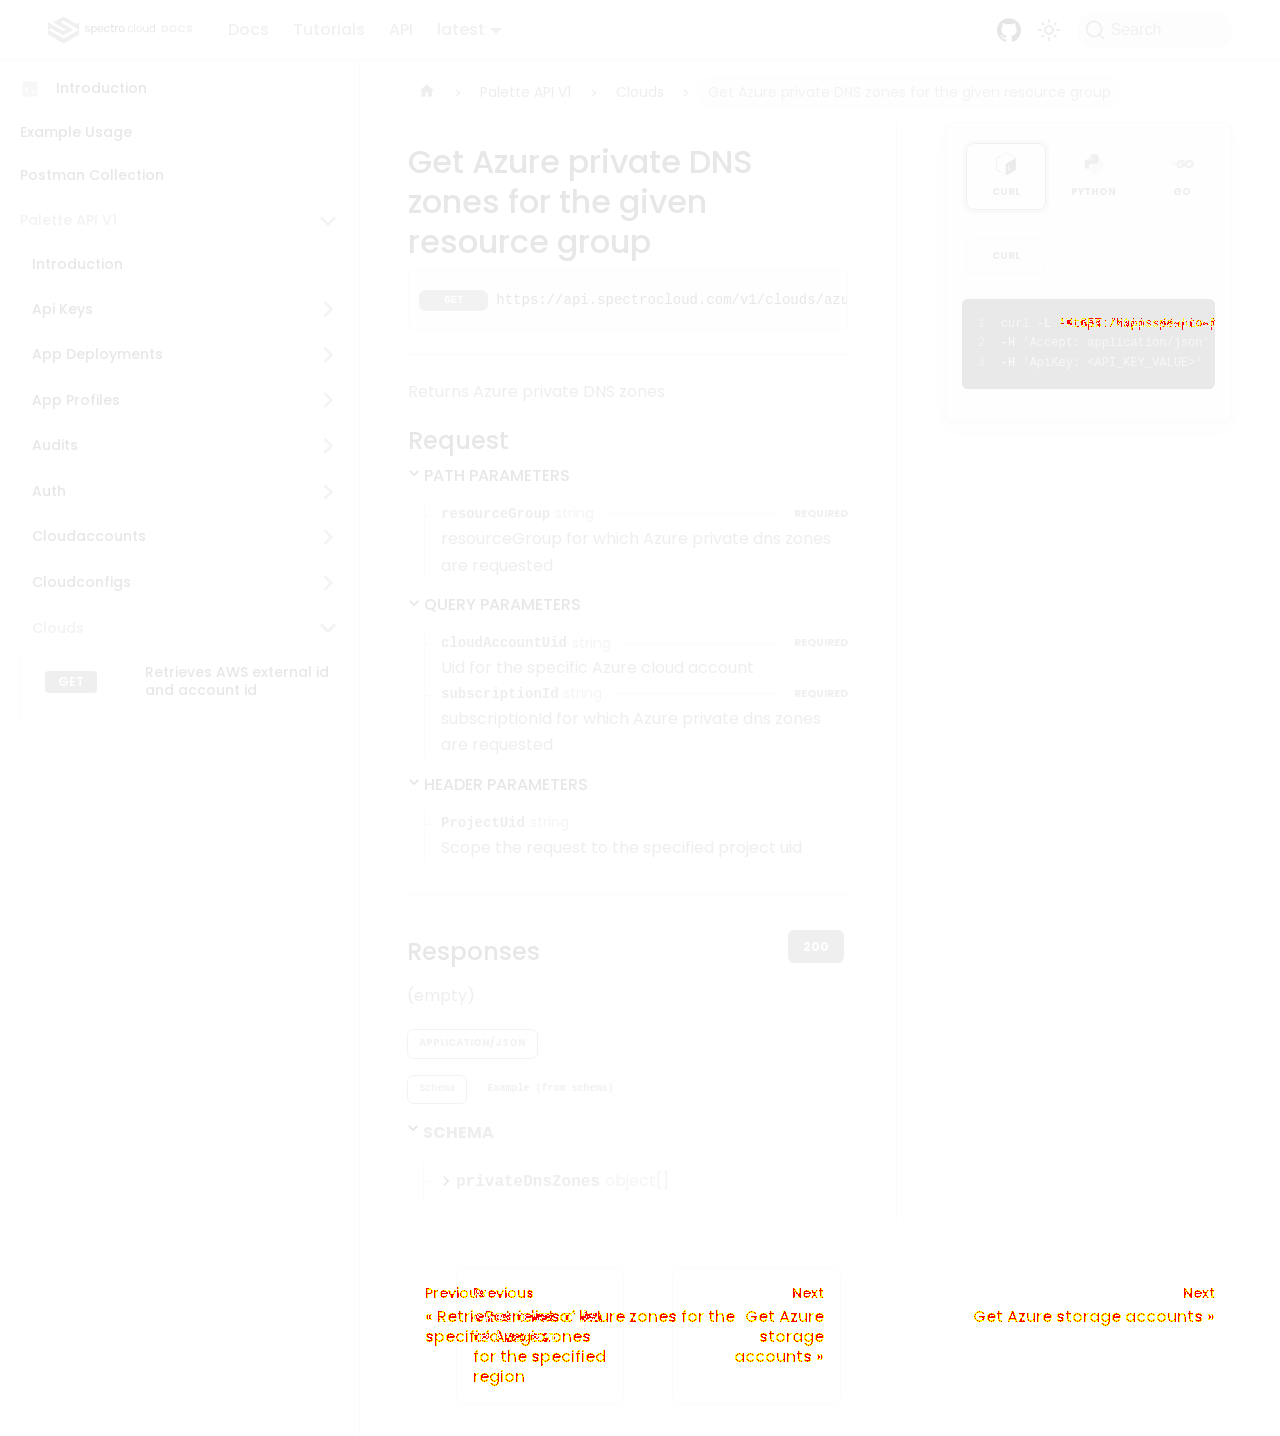 spectro cloud DOCS
Docs Tutorials API latest
Search
Introduction
Example Usage
Postman Collection
Palette API V1
Introduction
Api Keys
App Deployments
App Profiles
Audits
Auth
Cloudaccounts
Cloudconfigs
Clouds
GET Retrieves AWS external id
and account id
Palette API V1 Clouds Get Azure private DNS zones for the given resource group
Get Azure private DNS
zones for the given
resource group
GET https://api.spectrocloud.com/v1/clouds/azu
Returns Azure private DNS zones
Request
PATH PARAMETERS
resourceGroup string REQUIRED
resourceGroup for which Azure private dns zones
are requested
QUERY PARAMETERS
cloudAccountUid string REQUIRED
Uid for the specific Azure cloud account
subscriptionId string REQUIRED
subscriptionId for which Azure private dns zones
are requested
HEADER PARAMETERS
ProjectUid string
Scope the request to the specified project uid
Responses
200
(empty)
APPLICATION/JSON
Schema Example (from schema)
SCHEMA
privateDnsZones object[]
CURL PYTHON GO
CURL
1 curl -L
2 -H 'Accept: application/json'
3 -H 'ApiKey: <API_KEY_VALUE>'
Previous Previous Next Next
Azure zones for the Get Azure Get Azure storage accounts »
storage
for the specified accounts »
region